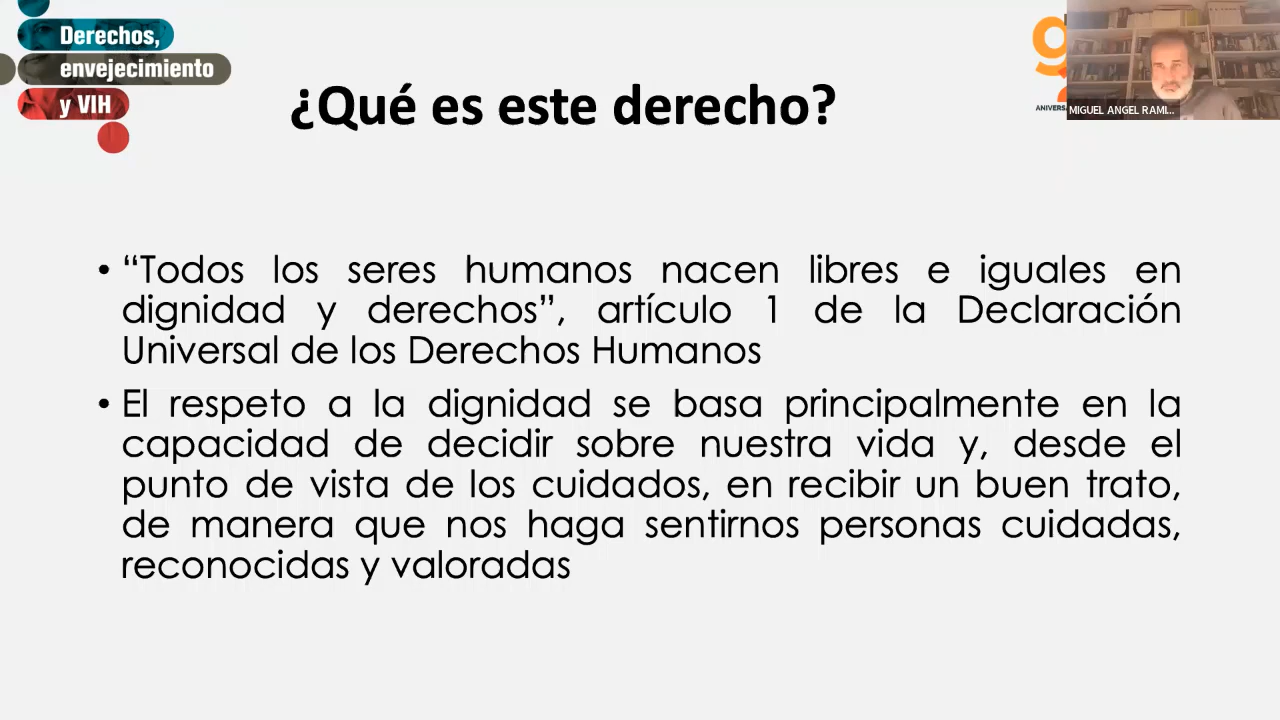 Derechos,
envejecimiento
y VIH
¿Qué es este derecho?
MIGUEL ANGEL RAMI...
• “Todos los seres humanos nacen libres e iguales en
dignidad y derechos”, artículo 1 de la Declaración
Universal de los Derechos Humanos
• El respeto a la dignidad se basa principalmente en la
capacidad de decidir sobre nuestra vida y, desde el
punto de vista de los cuidados, en recibir un buen trato,
de manera que nos haga sentirnos personas cuidadas,
reconocidas y valoradas